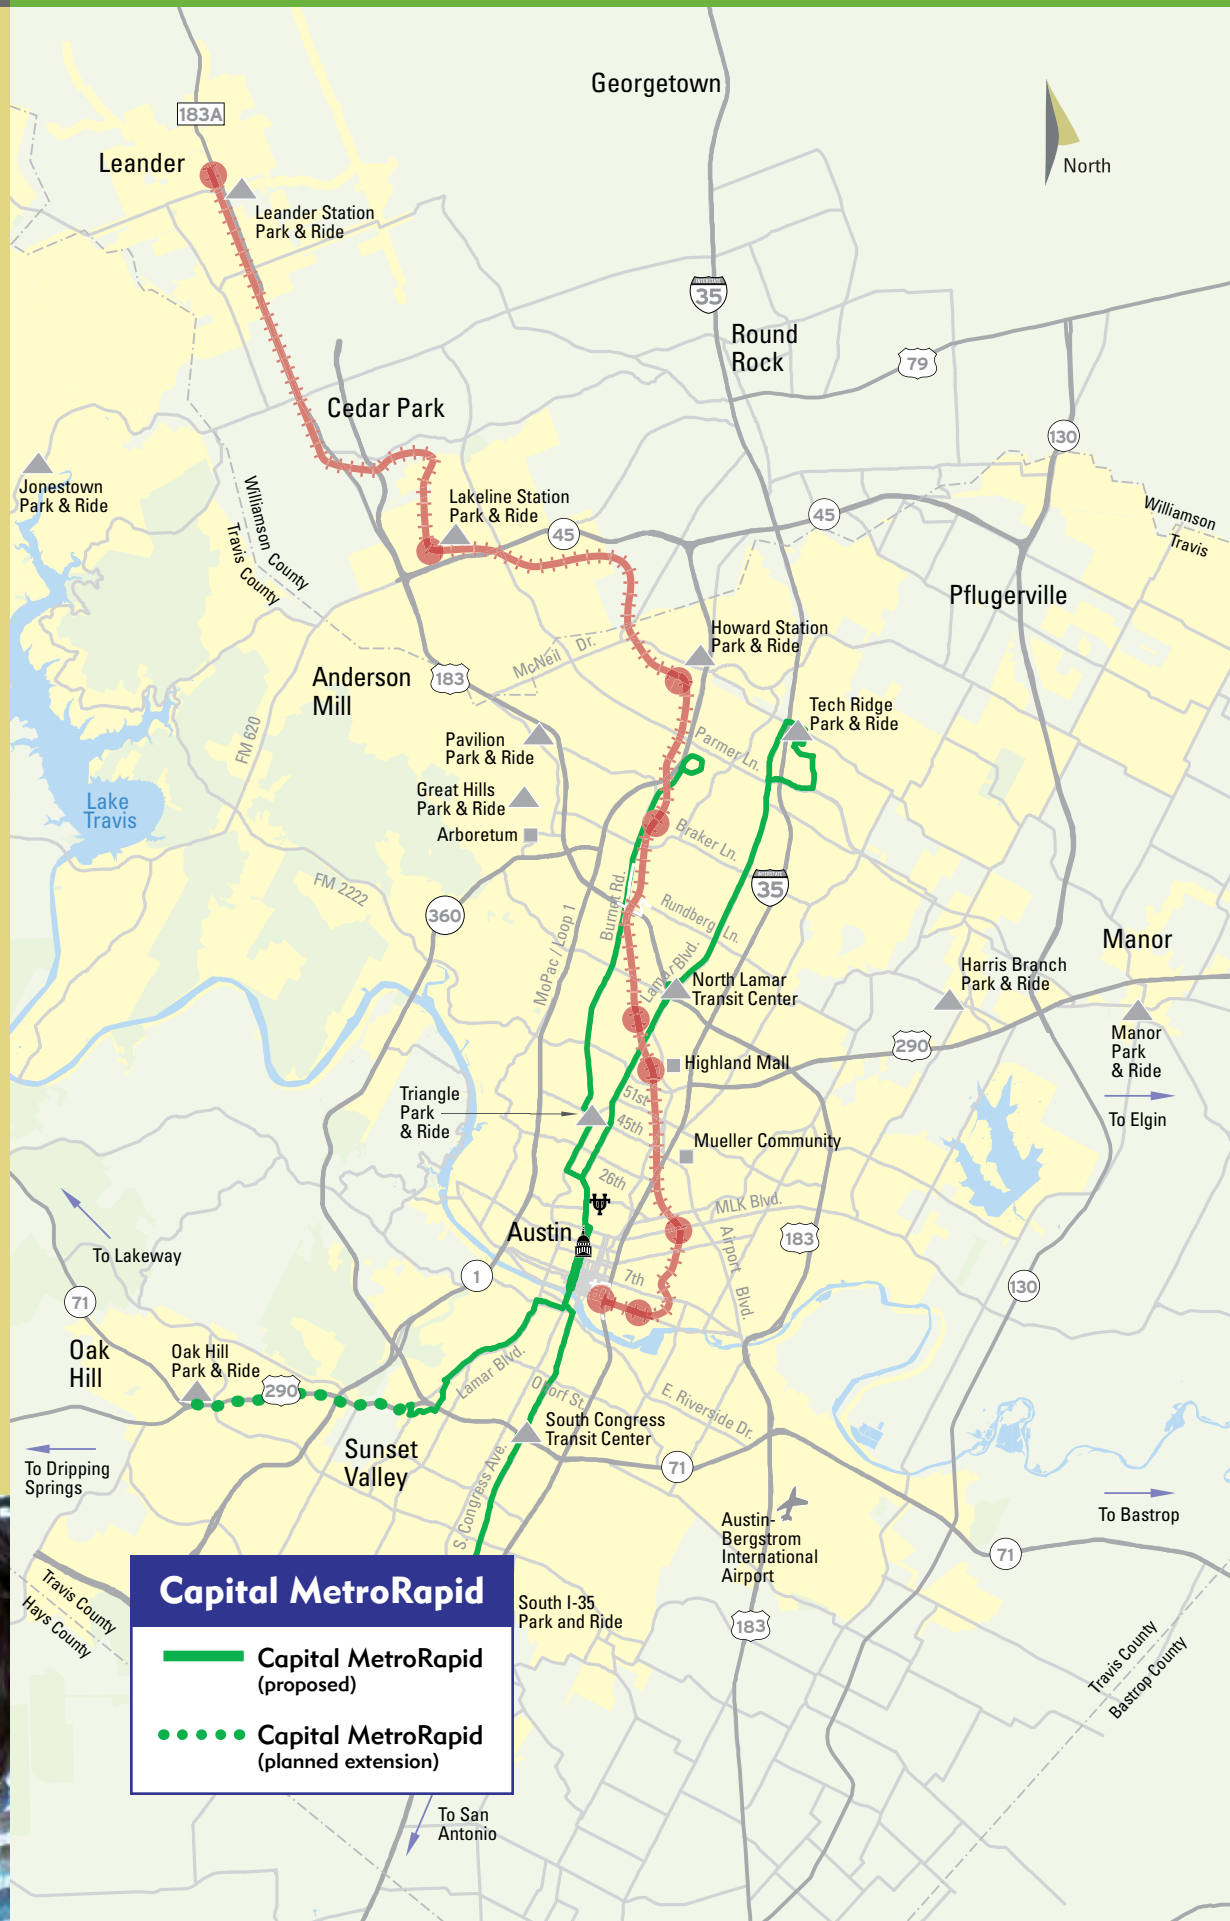 Georgetown
183A
North
Leander
Leander Station
Park & Ride
INTERSTATE
35
Round
Rock
79
Cedar Park
130
Jonestown
Park & Ride
Williamson County
Travis County
Lakeline Station
Park & Ride
45
45
Williamson
Travis
Pflugerville
Howard Station
Park & Ride
McNeil Dr.
Anderson
Mill
183
Tech Ridge
Park & Ride
FM 620
Pavilion
Park & Ride
Parmer Ln.
Great Hills
Park & Ride
Lake
Travis
Arboretum
Braker Ln.
FM 2222
INTERSTATE
35
Burnet Rd.
360
Rundberg Ln.
MoPac / Loop 1
Manor
Lamar Blvd.
Harris Branch
Park & Ride
North Lamar
Transit Center
Manor
Park
& Ride
290
Highland Mall
Triangle
Park
& Ride
51st
45th
To Elgin
Mueller Community
26th
MLK Blvd.
Austin
To Lakeway
183
Airport Blvd.
1
7th
130
71
Oak
Hill
Oak Hill
Park & Ride
290
Lamar Blvd.
Oltorf St.
E. Riverside Dr.
South Congress
Transit Center
Sunset
Valley
To Dripping
Springs
71
S. Congress Ave.
To Bastrop
Austin-
Bergstrom
International
Airport
71
Travis County
Hays County
Capital MetroRapid
South I-35
Park and Ride
183
Capital MetroRapid
(proposed)
Travis County
Bastrop County
Capital MetroRapid
(planned extension)
To San
Antonio